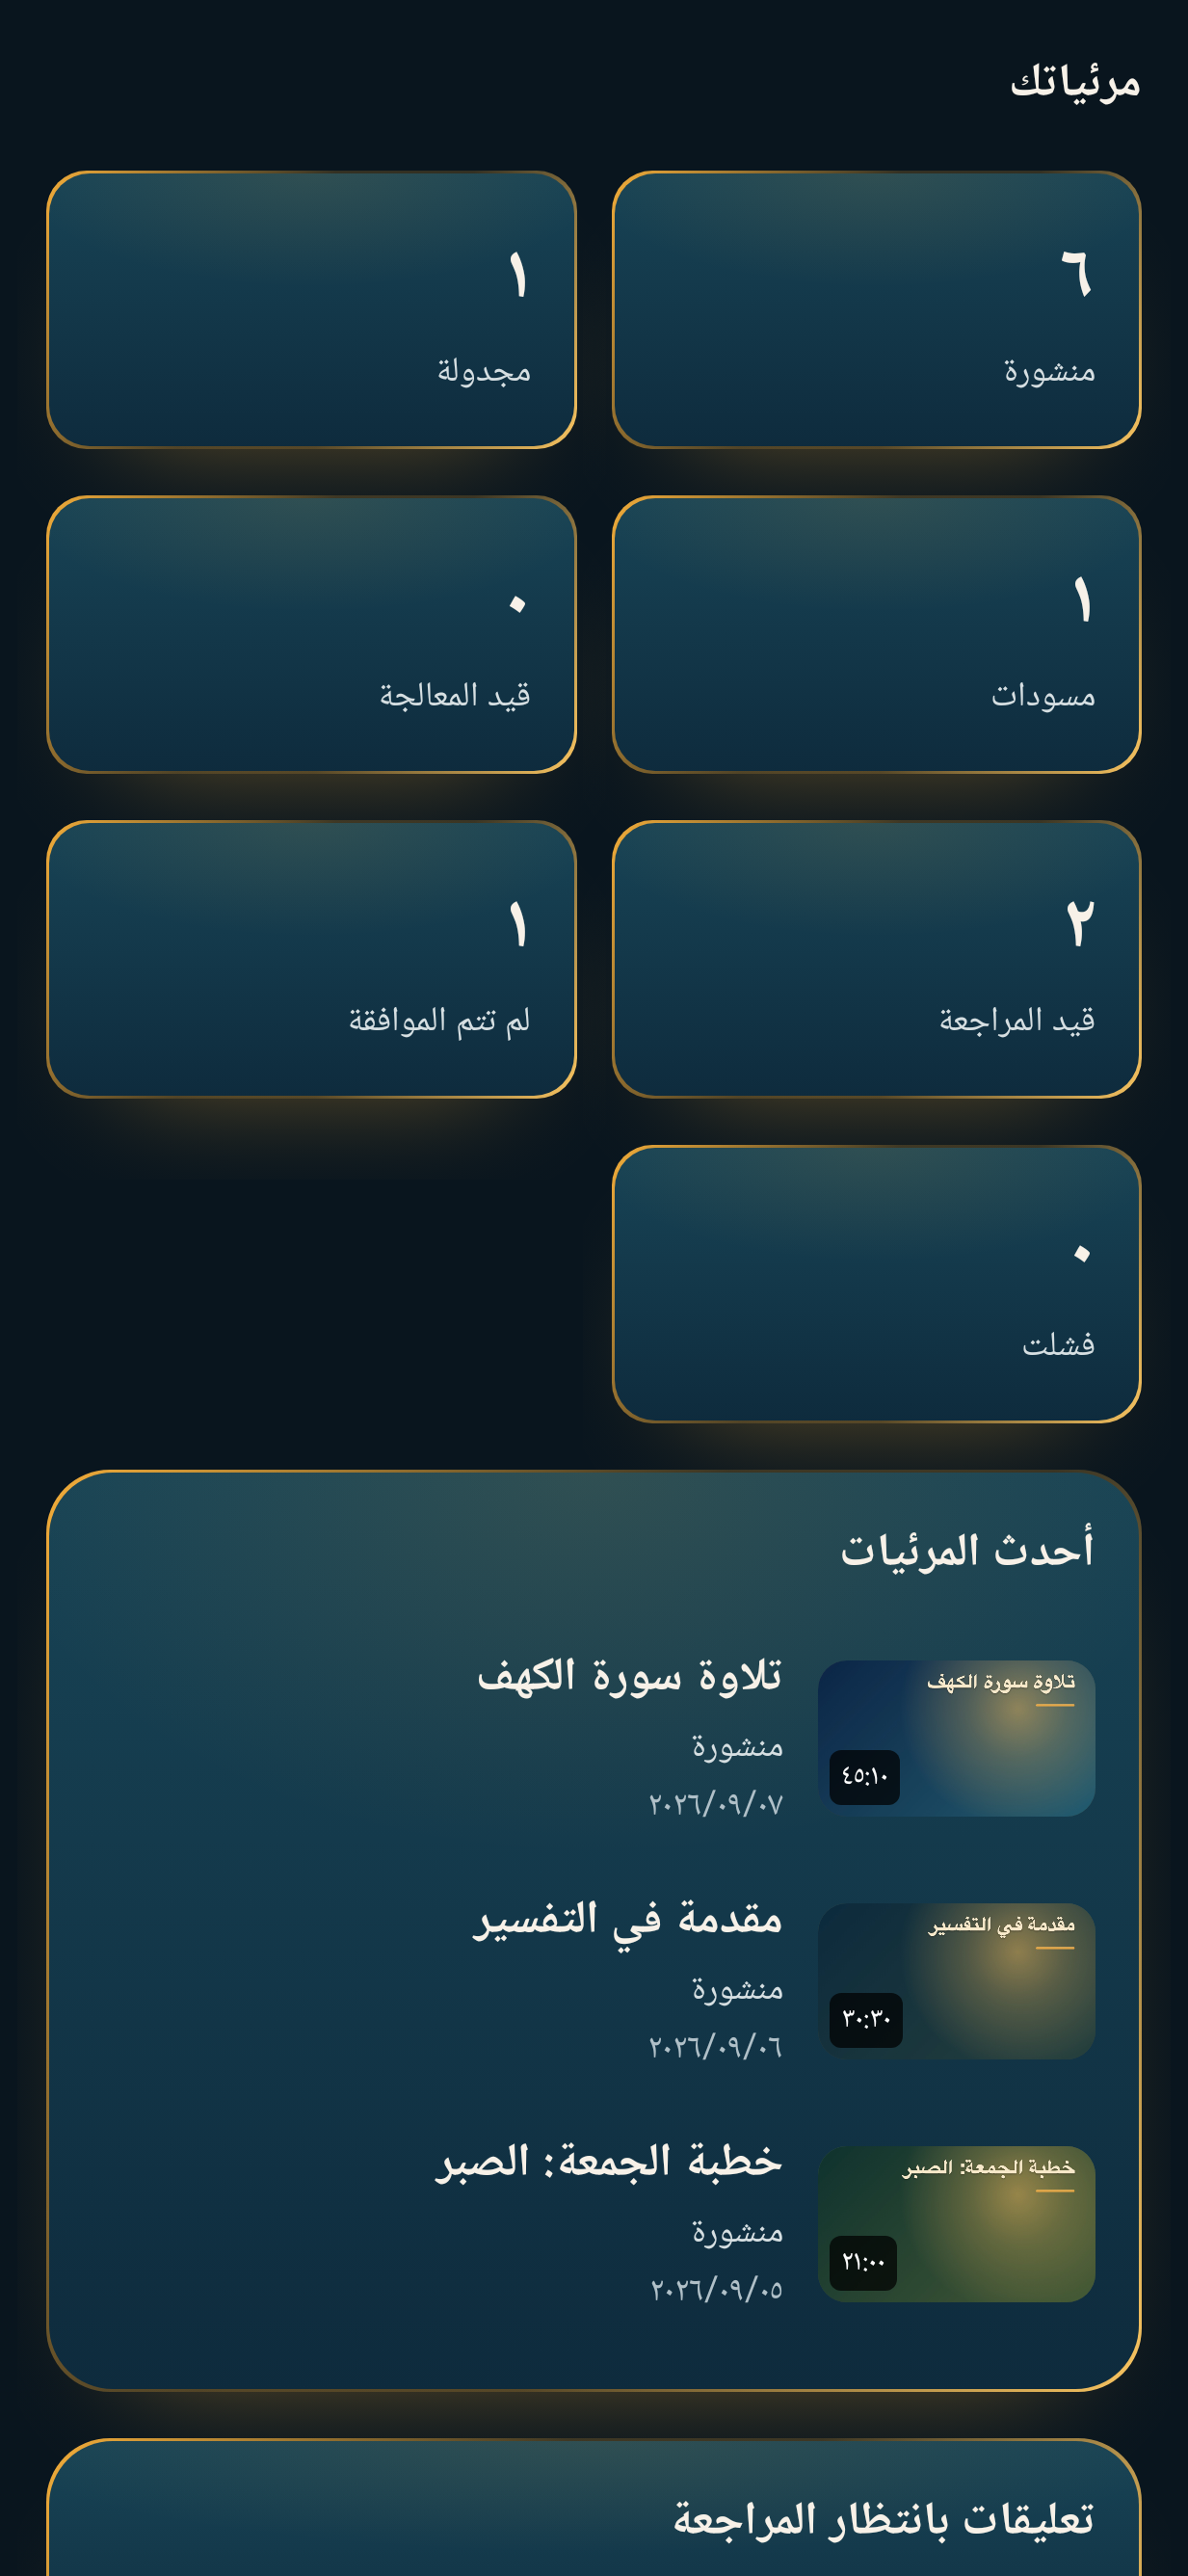 مرئياتك
٦
منشورة
١
مجدولة
١
مسودات
٠
قيد المعالجة
٢
قيد المراجعة
١
لم تتم الموافقة
٠
فشلت
أحدث المرئيات
تلاوة سورة الكهف
٤٥:١٠
تلاوة سورة الكهف
منشورة
٢٠٢٦/٠٩/٠٧
مقدمة في التفسير
٣٠:٣٠
مقدمة في التفسير
منشورة
٢٠٢٦/٠٩/٠٦
خطبة الجمعة: الصبر
٢١:٠٠
خطبة الجمعة: الصبر
منشورة
٢٠٢٦/٠٩/٠٥
تعليقات بانتظار المراجعة